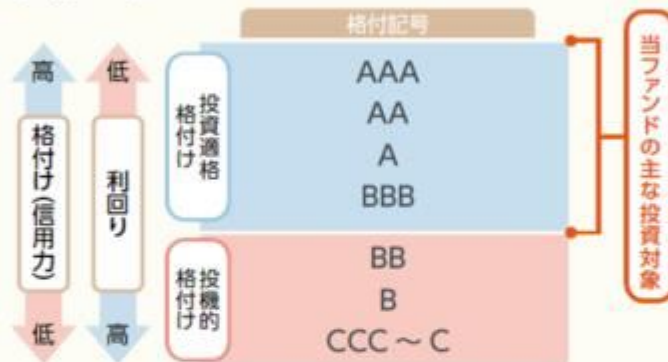 格付記号
高
低
格付け(信用力)
利回り
低
高
投資適格
格付け
AAA
AA
A
BBB
投機的
格付け
BB
B
CCC ～ C
当ファンドの主な投資対象